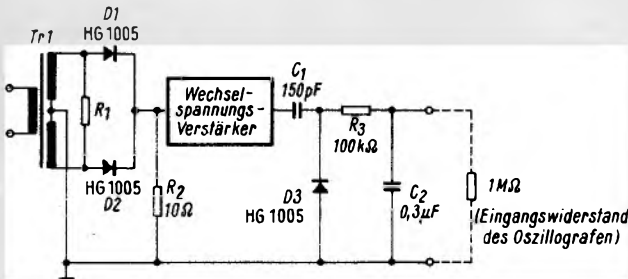 D1
HG 1005
Tr1
R1
HG 1005
D2
R2
10Ω
Wechsel-
spannungs-
Verstärker
C1
150pF
R3
100kΩ
D3
HG 1005
C2
0,3µF
1MΩ
(Eingangswiderstand
des Oszillografen)